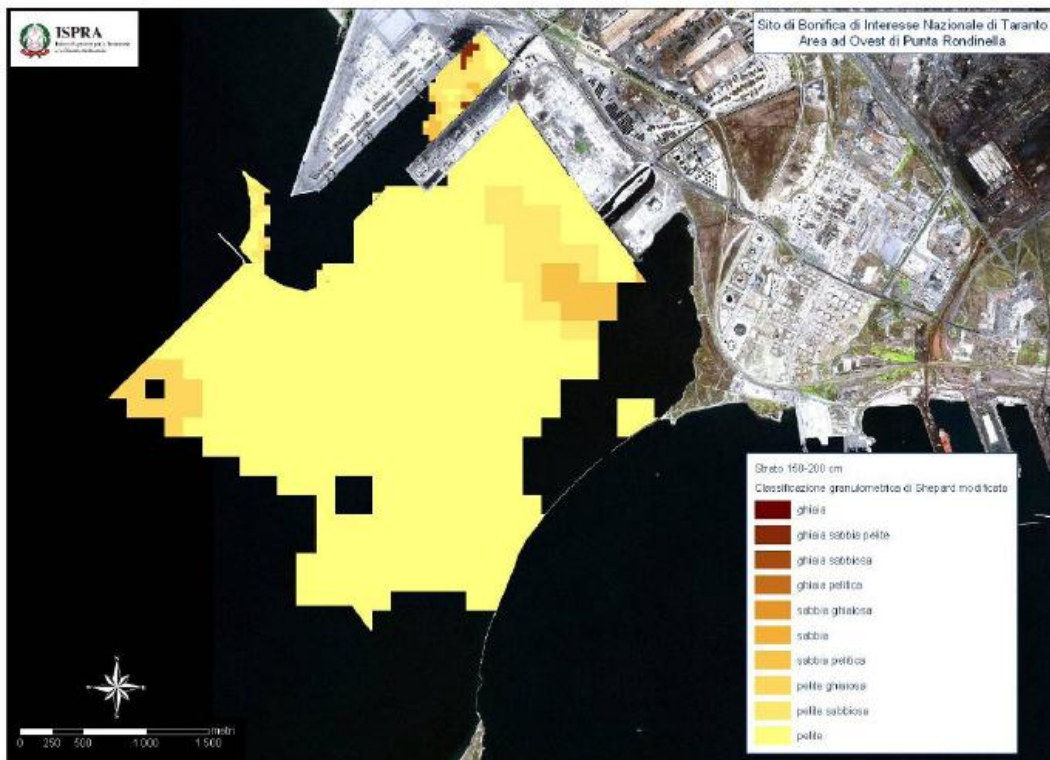 ISPRA
Sito di Bonifica di Interesse Nazionale di Taranto
Area ad Ovest di Punta Rondinella
Strato 150-200 cm
Classificazione granulometrica di Shepard modificata
ghiaia
ghiaia sabbia pelite
ghiaia sabbiosa
ghiaia pelitica
sabbia ghiaiosa
sabbia
sabbia pelitica
pelite ghiaiosa
pelite sabbiosa
pelite
metri
0 250 500 1 000 1 500